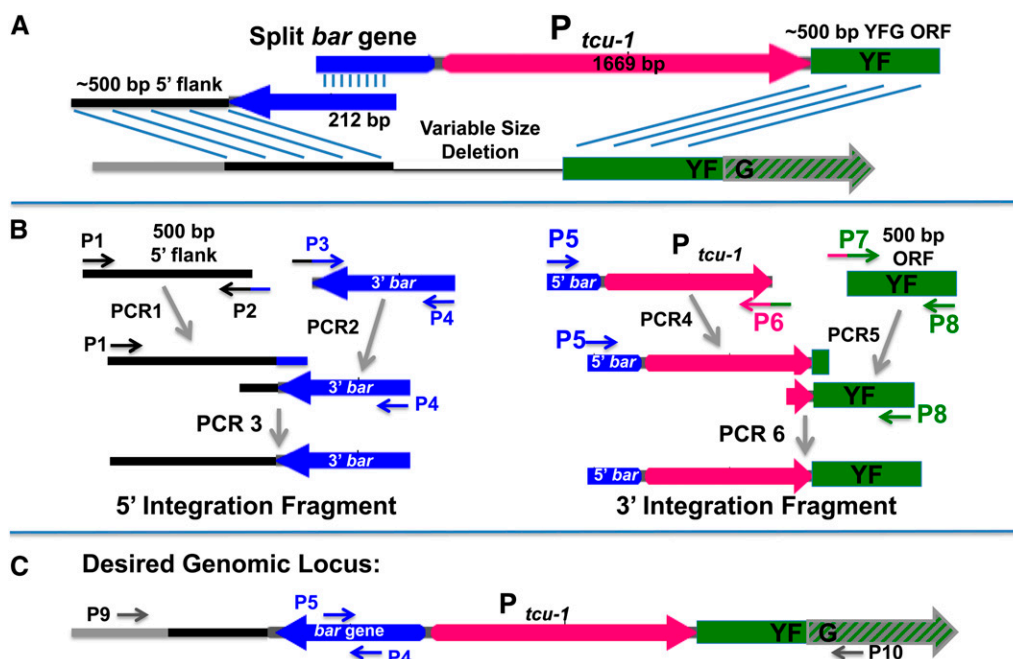 A
Split bar gene
P tcu-1
~500 bp YFG ORF
1669 bp
YF
~500 bp 5’ flank
212 bp
Variable Size
Deletion
YF G
B
P1
500 bp
5’ flank
P3
P5
P tcu-1
P7
500 bp
ORF
3’ bar
5’ bar
YF
PCR1
P2
PCR2
P4
PCR4
P6
PCR5
P8
P1
P5
3’ bar
P4
YF
P8
PCR 3
PCR 6
3’ bar
5’ bar
YF
5’ Integration Fragment
3’ Integration Fragment
C
Desired Genomic Locus:
P9
P5
P tcu-1
bar gene
YF G
P4
P10